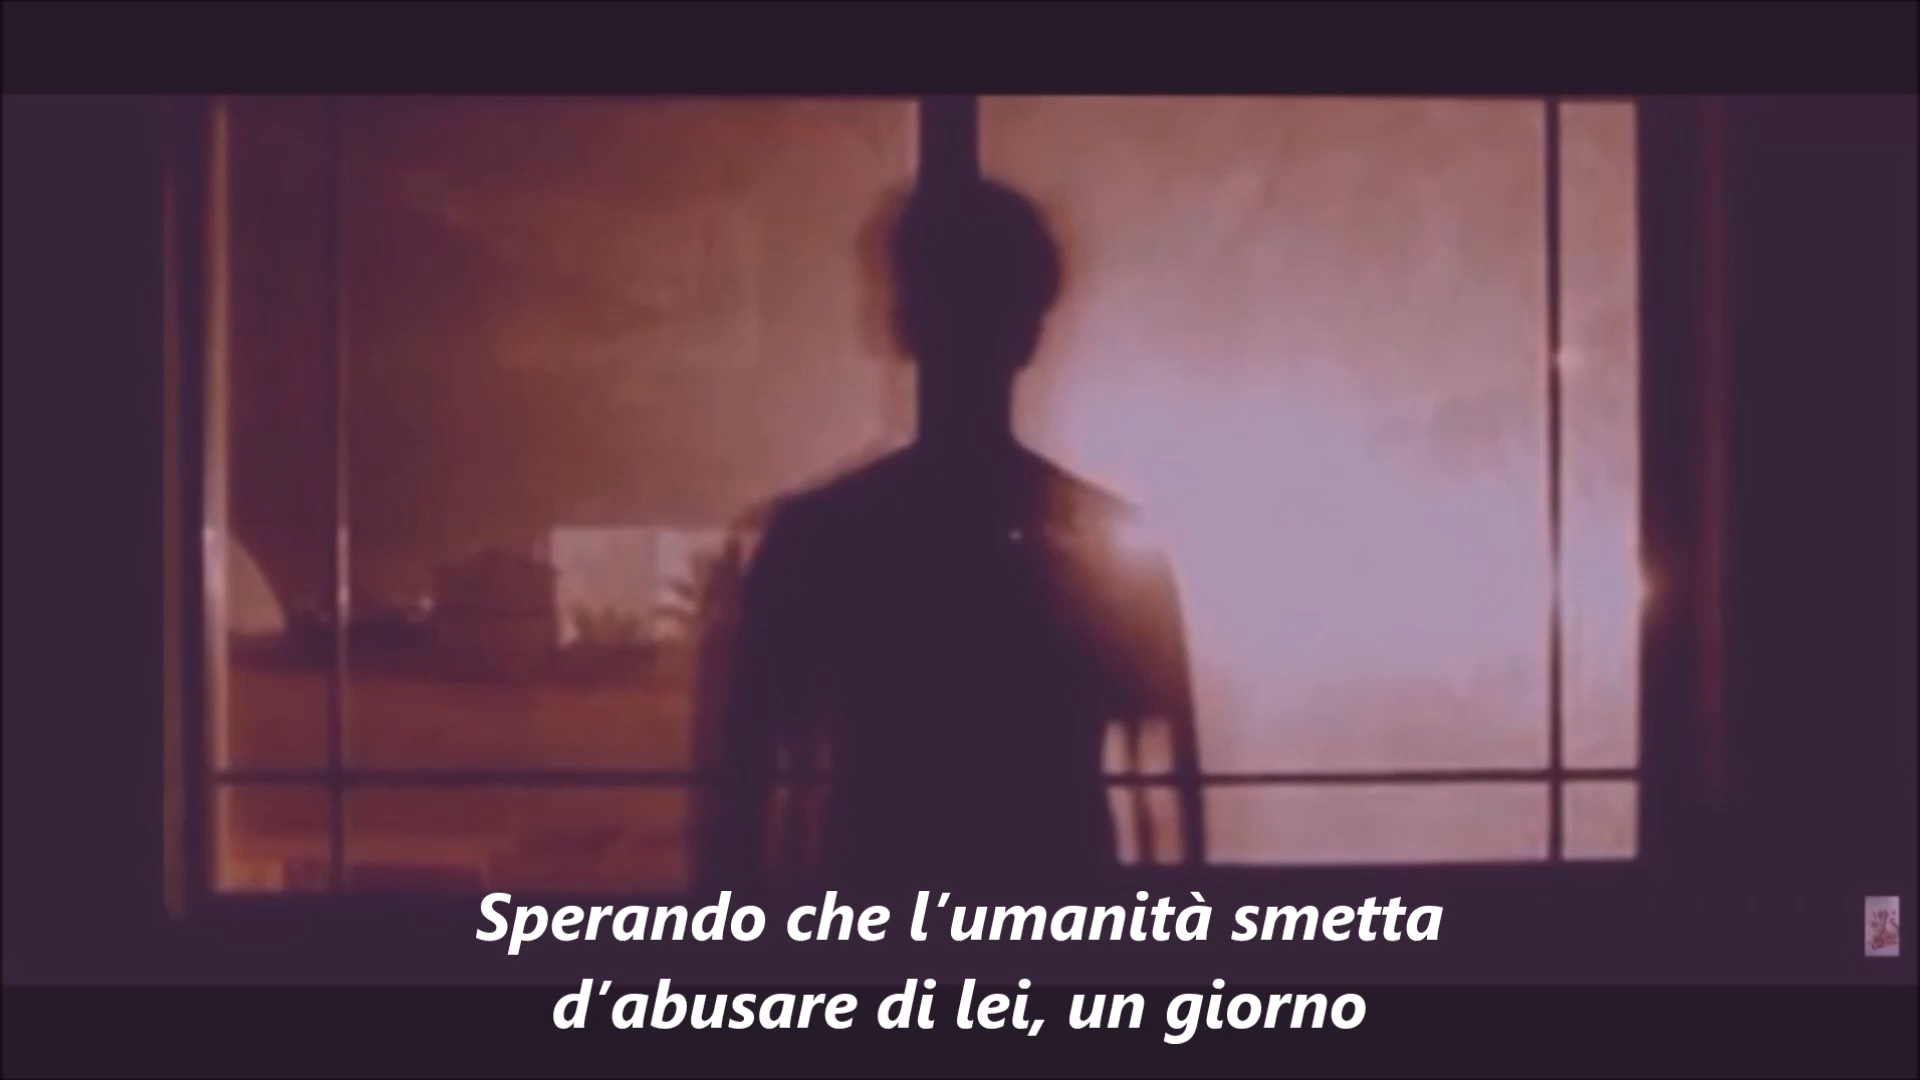 Sperando che l’umanità smetta
d’abusare di lei, un giorno